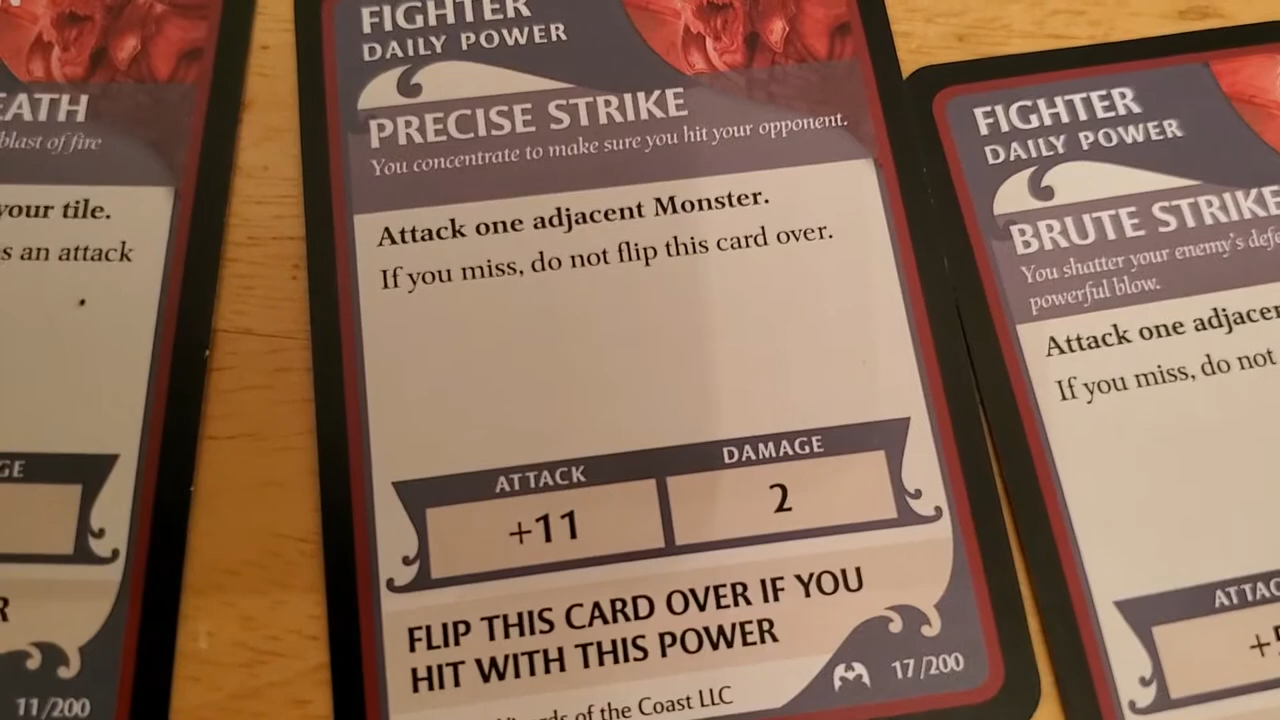 EATH
blast of fire
your tile.
s an attack
GE
R
11/200
FIGHTER
DAILY POWER
PRECISE STRIKE
You concentrate to make sure you hit your opponent.
Attack one adjacent Monster.
If you miss, do not flip this card over.
ATTACK DAMAGE
+11 2
FLIP THIS CARD OVER IF YOU
HIT WITH THIS POWER
of the Coast LLC
17/200
FIGHTER
DAILY POWER
BRUTE STRIKE
You shatter your enemy's defe
powerful blow.
Attack one adjacen
If you miss, do not
ATTAC